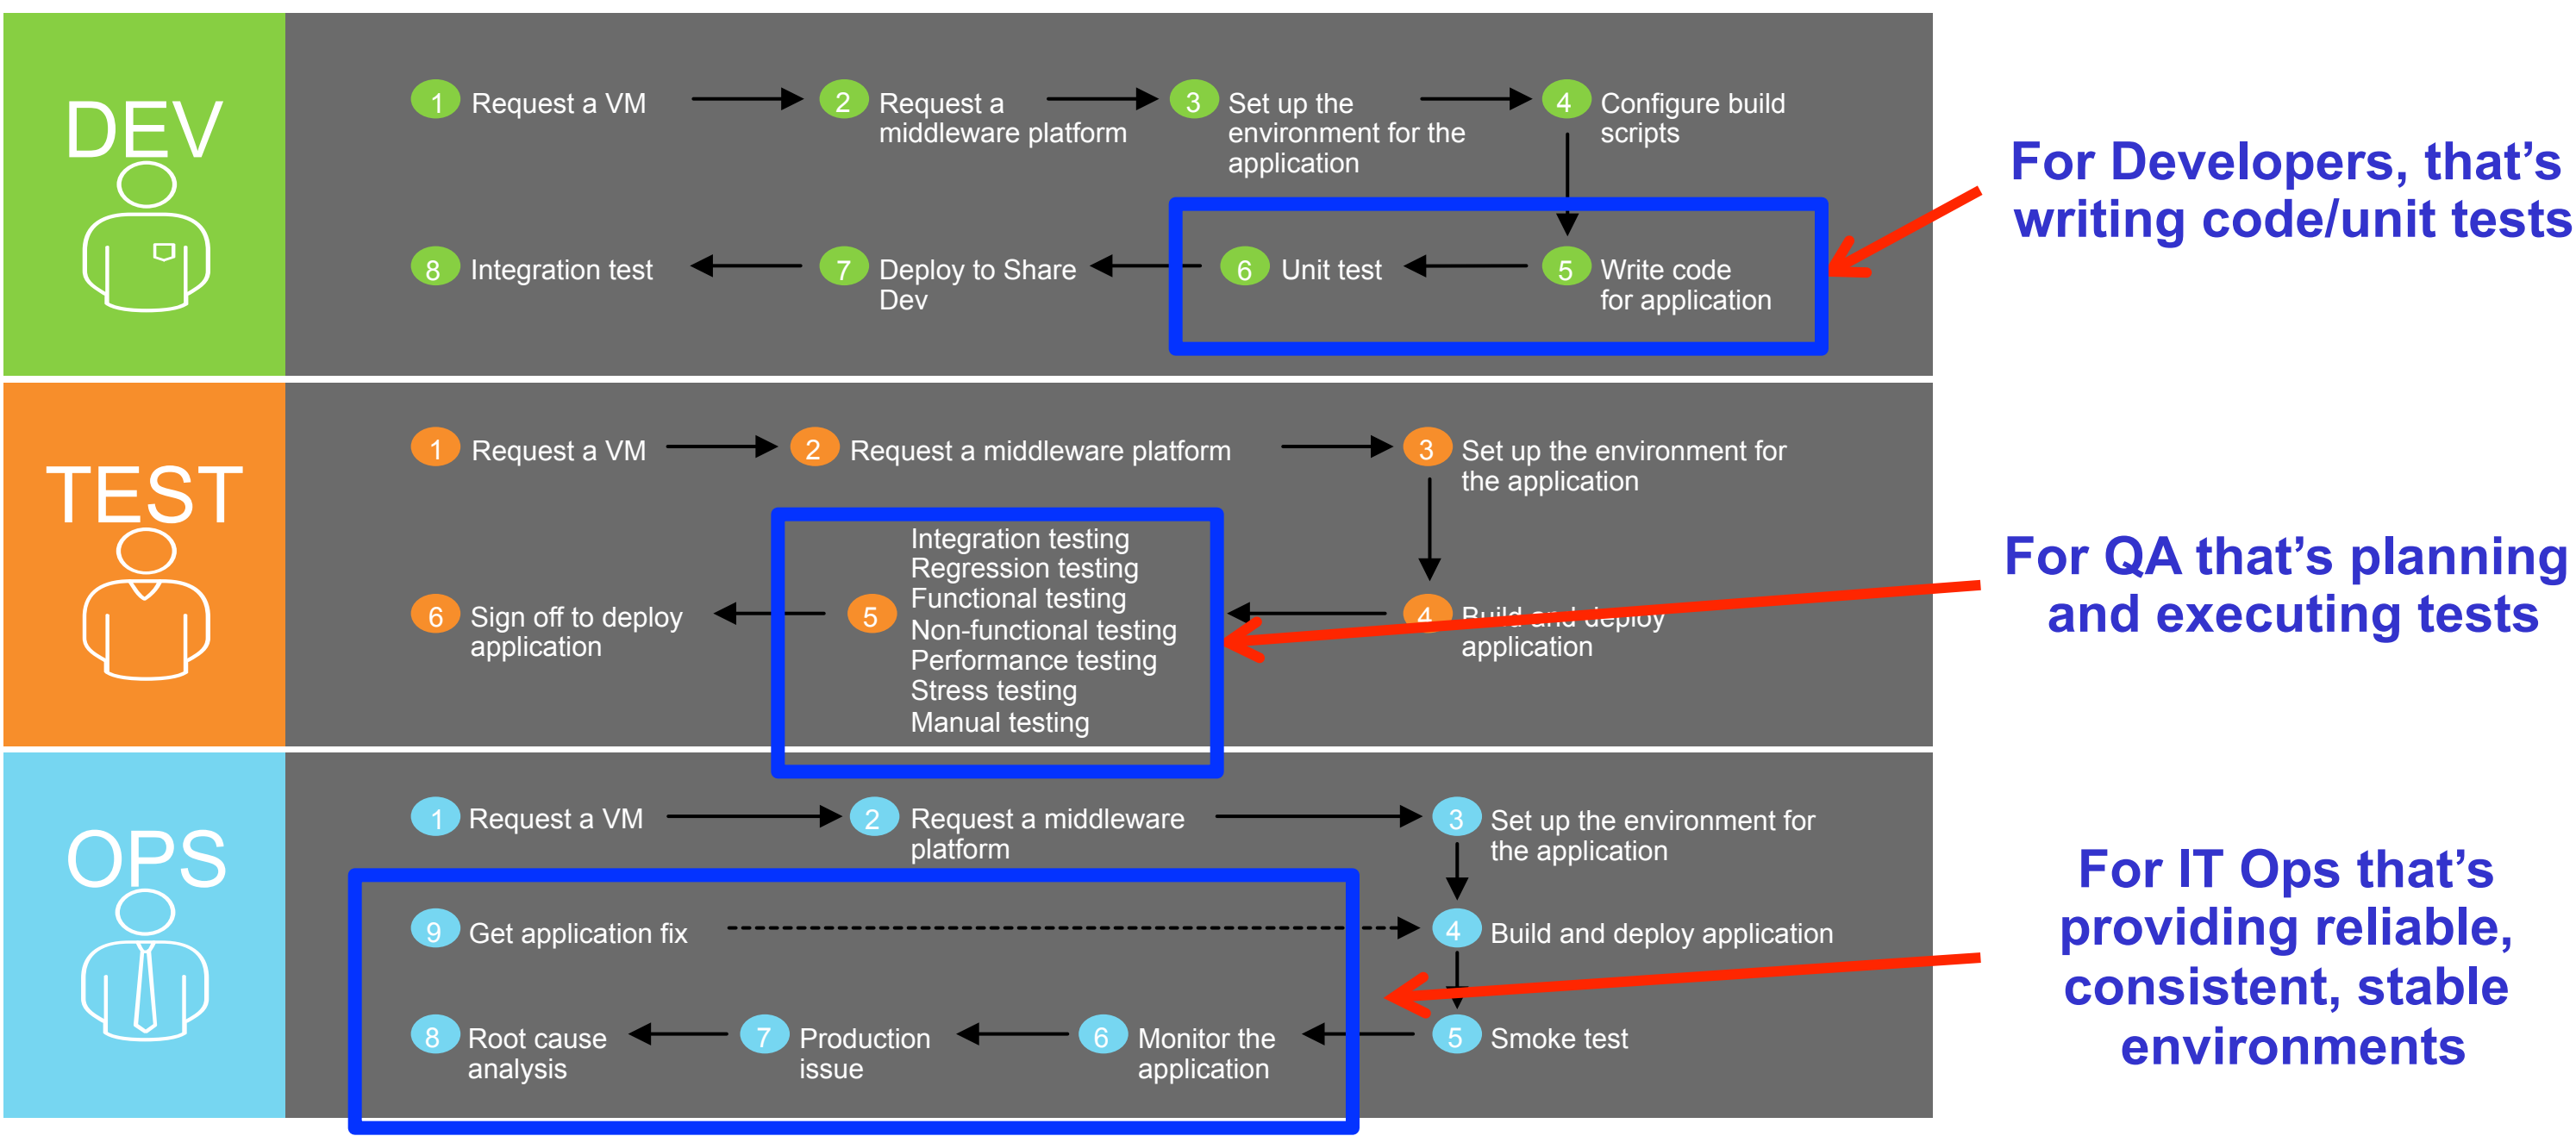 DEV
1 Request a VM
2 Request a
middleware platform
3 Set up the
environment for the
application
4 Configure build
scripts
5 Write code
for application
6 Unit test
7 Deploy to Share
Dev
8 Integration test
For Developers, that’s
writing code/unit tests
TEST
1 Request a VM
2 Request a middleware platform
3 Set up the environment for
the application
4 Build and deploy
application
5
Integration testing
Regression testing
Functional testing
Non-functional testing
Performance testing
Stress testing
Manual testing
6 Sign off to deploy
application
For QA that’s planning
and executing tests
OPS
1 Request a VM
2 Request a middleware
platform
3 Set up the environment for
the application
4 Build and deploy application
5 Smoke test
6 Monitor the
application
7 Production
issue
8 Root cause
analysis
9 Get application fix
For IT Ops that’s
providing reliable,
consistent, stable
environments